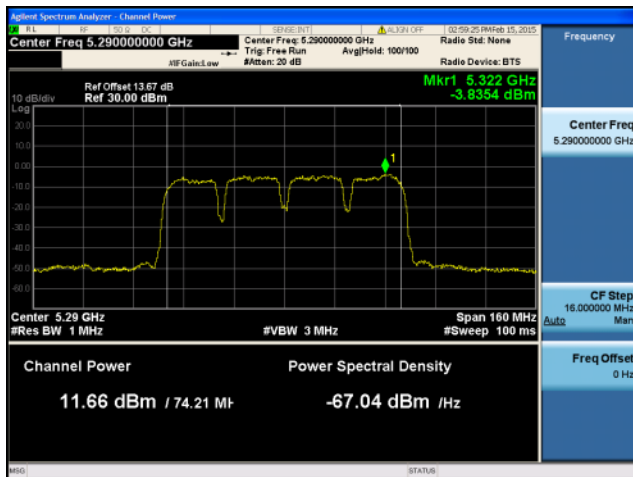 Agilent Spectrum Analyzer - Channel Power
RL RF 50 Ω DC SENSE:INT ALIGN OFF 02:59:25 PM Feb 15, 2015
Center Freq 5.290000000 GHz
Center Freq: 5.290000000 GHz
Radio Std: None
Trig: Free Run Avg|Hold: 100/100
#IFGain:Low #Atten: 20 dB Radio Device: BTS
Frequency
Mkr1 5.322 GHz
-3.8354 dBm
Ref Offset 13.67 dB
10 dB/div Ref 30.00 dBm
Log
20.0
10.0
0.00
-10.0
-20.0
-30.0
-40.0
-50.0
-60.0
1
Center 5.29 GHz Span 160 MHz
#Res BW 1 MHz #VBW 3 MHz #Sweep 100 ms
Channel Power Power Spectral Density
11.66 dBm / 74.21 MH -67.04 dBm /Hz
Center Freq
5.290000000 GHz
CF Step
16.000000 MHz
Auto Man
Freq Offset
0 Hz
MSG STATUS